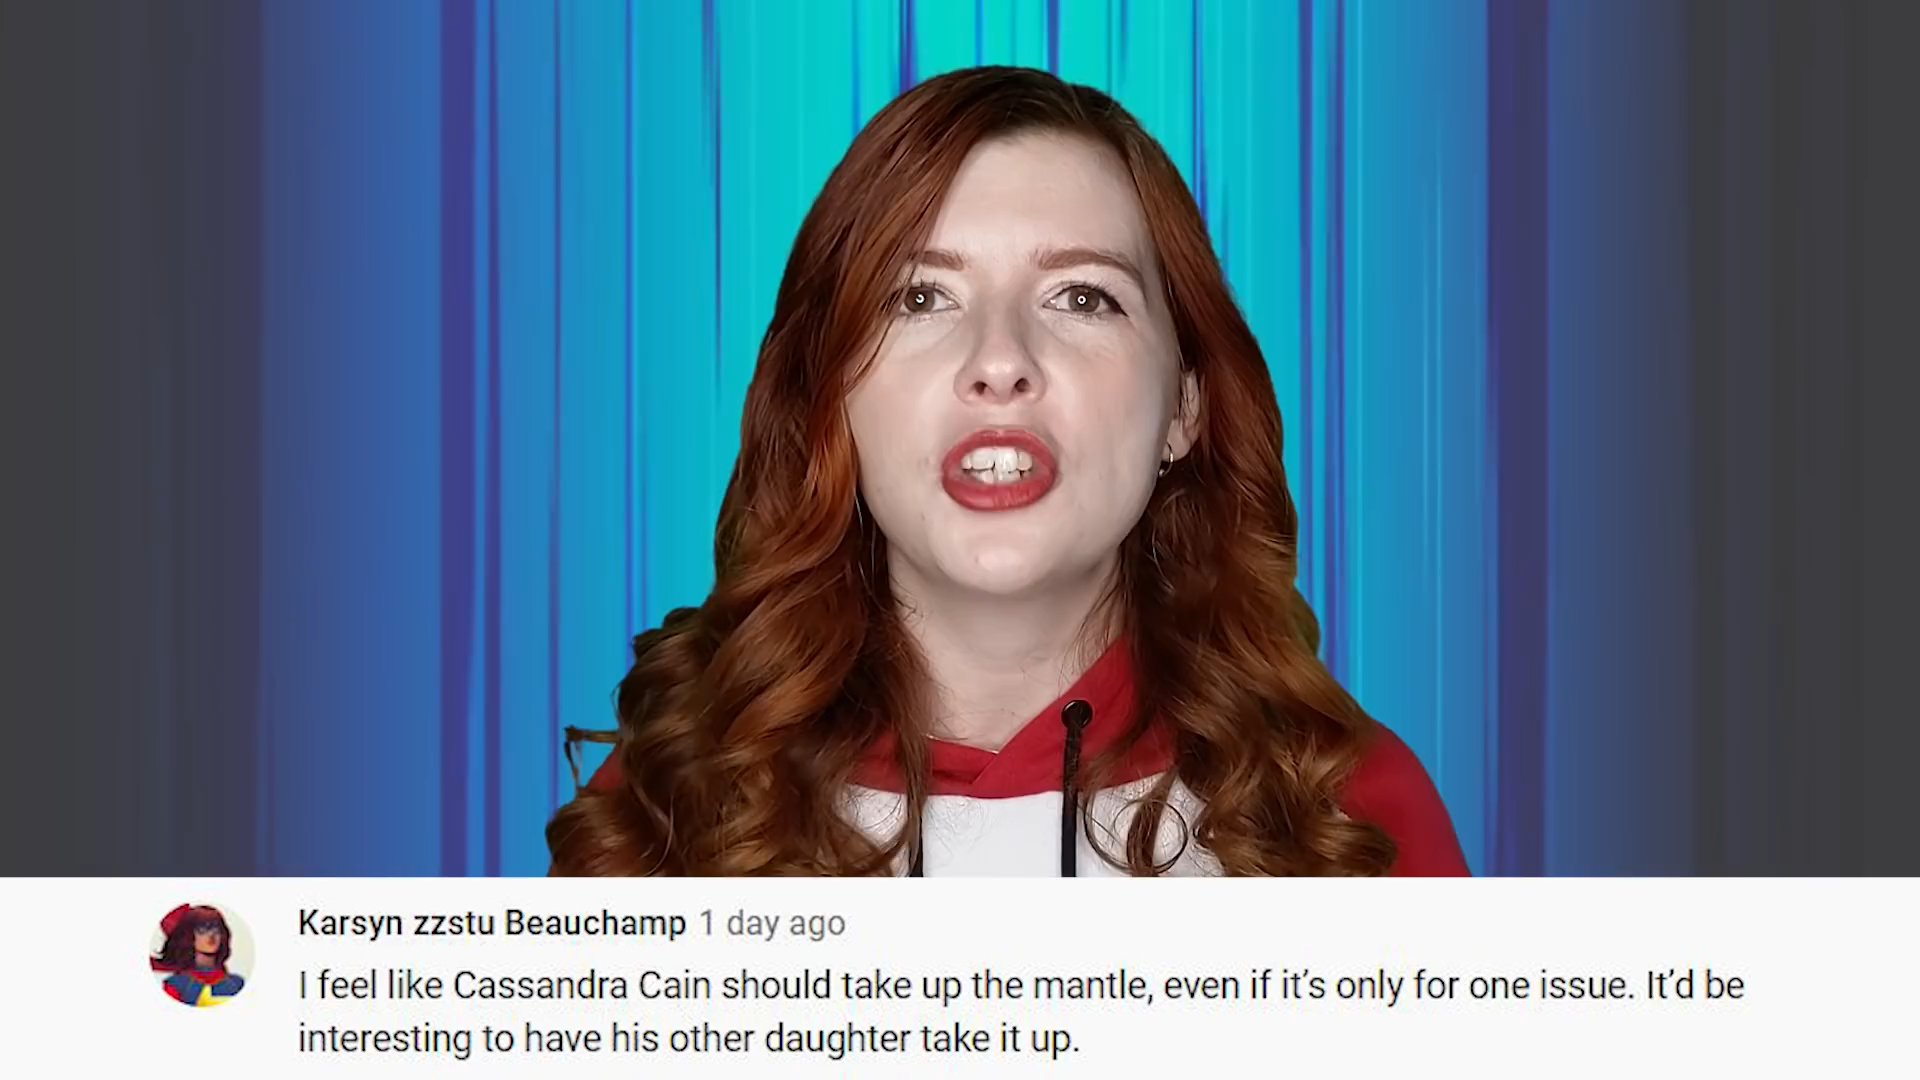 Karsyn zzstu Beauchamp 1 day ago
I feel like Cassandra Cain should take up the mantle, even if it’s only for one issue. It’d be
interesting to have his other daughter take it up.